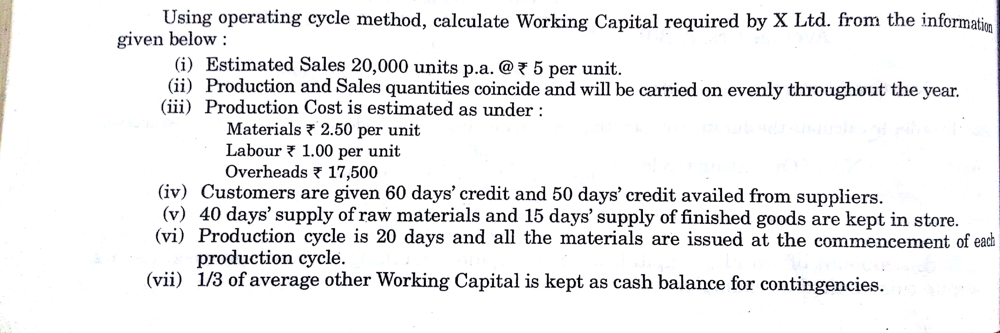 Using operating cycle method, calculate Working Capital required by X Ltd. from the information
given below :
(i) Estimated Sales 20,000 units p.a. @ ₹ 5 per unit.
(ii) Production and Sales quantities coincide and will be carried on evenly throughout the year.
(iii) Production Cost is estimated as under :
Materials ₹ 2.50 per unit
Labour ₹ 1.00 per unit
Overheads ₹ 17,500
(iv) Customers are given 60 days’ credit and 50 days’ credit availed from suppliers.
(v) 40 days’ supply of raw materials and 15 days’ supply of finished goods are kept in store.
(vi) Production cycle is 20 days and all the materials are issued at the commencement of each
production cycle.
(vii) 1/3 of average other Working Capital is kept as cash balance for contingencies.